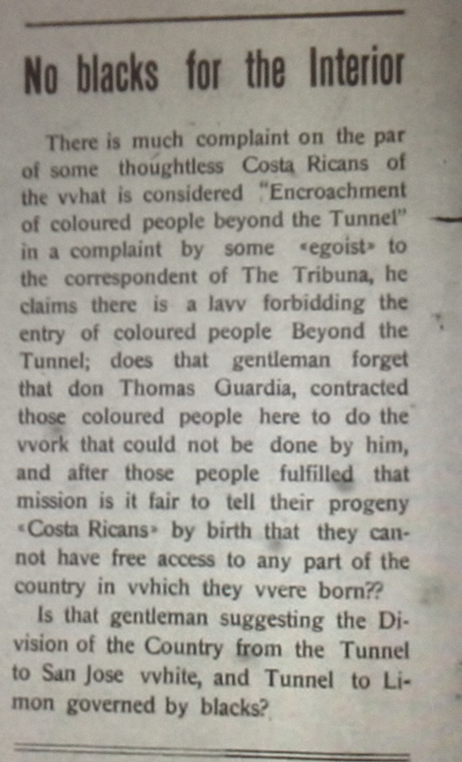 No blacks for the Interior
There is much complaint on the par
of some thoughtless Costa Ricans of
the vvhat is considered "Encroachment
of coloured people beyond the Tunnel"
in a complaint by some «egoist» to
the correspondent of The Tribuna, he
claims there is a lavv forbidding the
entry of coloured people Beyond the
Tunnel; does that gentleman forget
that don Thomas Guardia, contracted
those coloured people here to do the
vvork that could not be done by him,
and after those people fulfilled that
mission is it fair to tell their progeny
«Costa Ricans» by birth that they can-
not have free access to any part of the
country in vvhich they vvere born??
Is that gentleman suggesting the Di-
vision of the Country from the Tunnel
to San Jose vvhite, and Tunnel to Li-
mon governed by blacks?